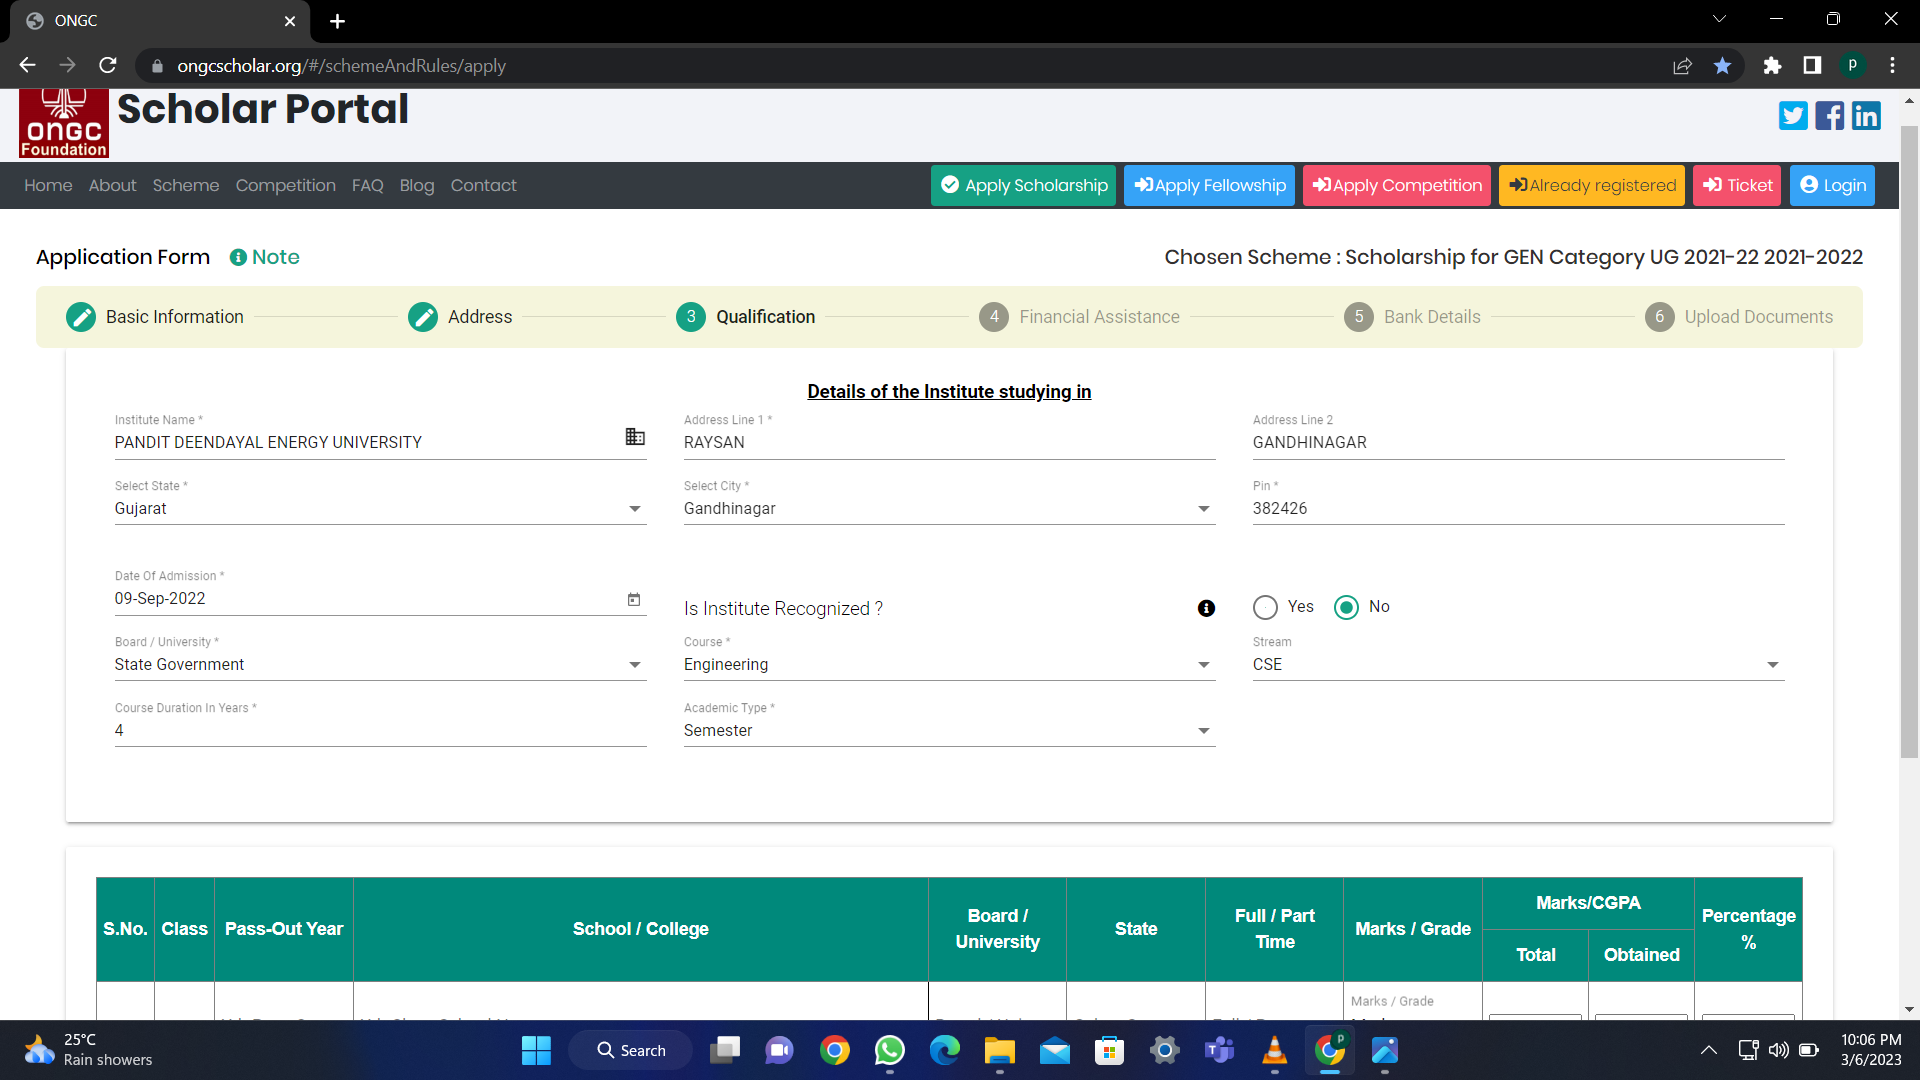 ONGC
ongcscholar.org/#/schemeAndRules/apply
P
ONGC
Foundation
Scholar Portal
Home About Scheme Competition FAQ Blog Contact
Apply Scholarship Apply Fellowship Apply Competition Already registered Ticket Login
Application Form Note
Chosen Scheme : Scholarship for GEN Category UG 2021-22 2021-2022
Basic Information Address 3 Qualification 4 Financial Assistance 5 Bank Details 6 Upload Documents
Details of the Institute studying in
Institute Name * Address Line 1 * Address Line 2
PANDIT DEENDAYAL ENERGY UNIVERSITY RAYSAN GANDHINAGAR
Select State * Select City * Pin *
Gujarat Gandhinagar 382426
Date Of Admission *
09-Sep-2022
Is Institute Recognized ? Yes No
Board / University * Course * Stream
State Government Engineering CSE
Course Duration In Years * Academic Type *
4 Semester
S.No. Class Pass-Out Year School / College Board / University State Full / Part Time Marks / Grade Marks/CGPA Percentage %
Total Obtained
Marks / Grade
25°C
Rain showers
Search
10:06 PM
3/6/2023